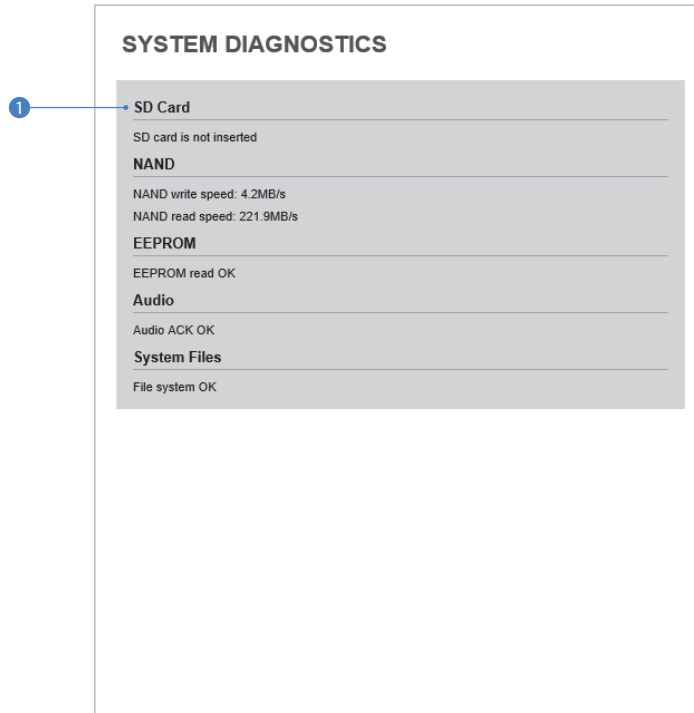 SYSTEM DIAGNOSTICS
1
SD Card
SD card is not inserted
NAND
NAND write speed: 4.2MB/s
NAND read speed: 221.9MB/s
EEPROM
EEPROM read OK
Audio
Audio ACK OK
System Files
File system OK